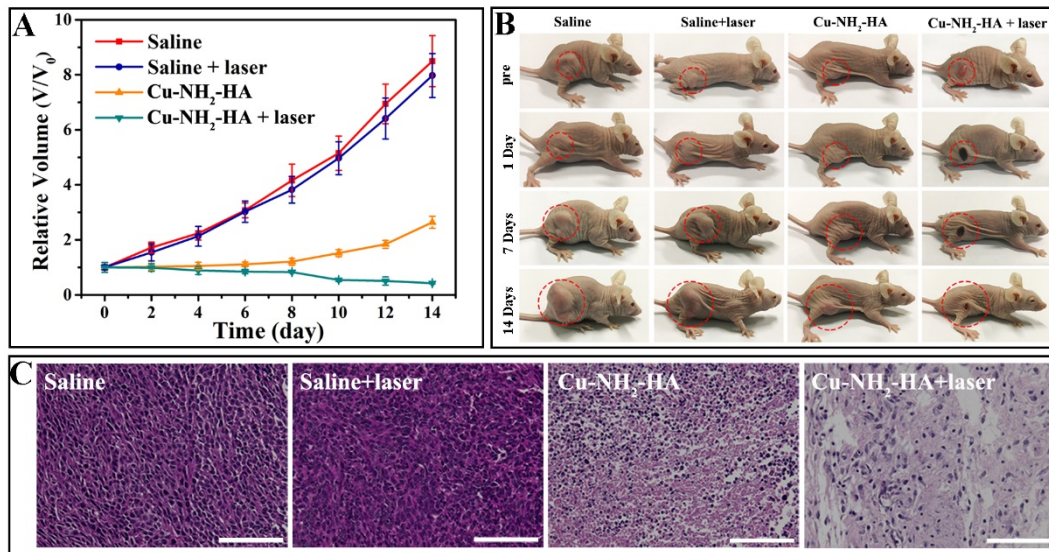 A
Relative Volume (V/V₀)
10
8
6
4
2
0
Saline
Saline + laser
Cu-NH₂-HA
Cu-NH₂-HA + laser
0 2 4 6 8 10 12 14
Time (day)
B
Saline Saline+laser Cu-NH₂-HA Cu-NH₂-HA + laser
pre
1 Day
7 Days
14 Days
C
Saline Saline+laser Cu-NH₂-HA Cu-NH₂-HA+laser